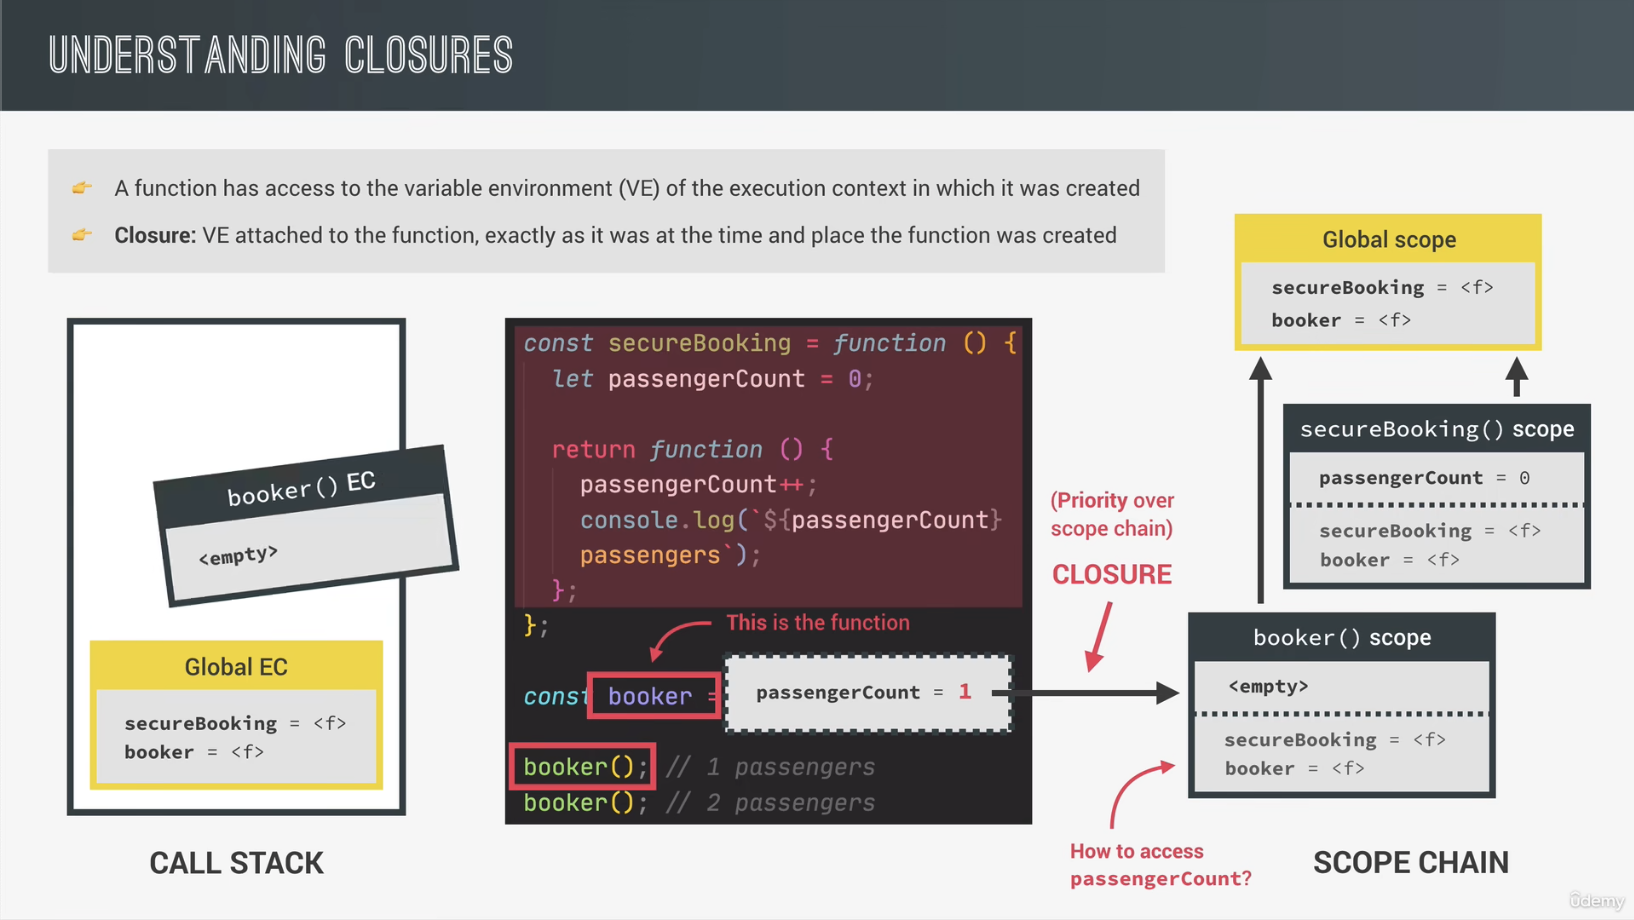 UNDERSTANDING CLOSURES
A function has access to the variable environment (VE) of the execution context in which it was created
Closure: VE attached to the function, exactly as it was at the time and place the function was created
booker() EC
<empty>
Global EC
secureBooking = <f>
booker = <f>
CALL STACK
const secureBooking = function () {
let passengerCount = 0;
return function () {
passengerCount++;
console.log(`${passengerCount}
passengers`);
};
};
This is the function
const booker =
passengerCount = 1
booker(); // 1 passengers
booker(); // 2 passengers
(Priority over
scope chain)
CLOSURE
Global scope
secureBooking = <f>
booker = <f>
secureBooking() scope
passengerCount = 0
secureBooking = <f>
booker = <f>
booker() scope
<empty>
secureBooking = <f>
booker = <f>
How to access
passengerCount?
SCOPE CHAIN
ûdemy